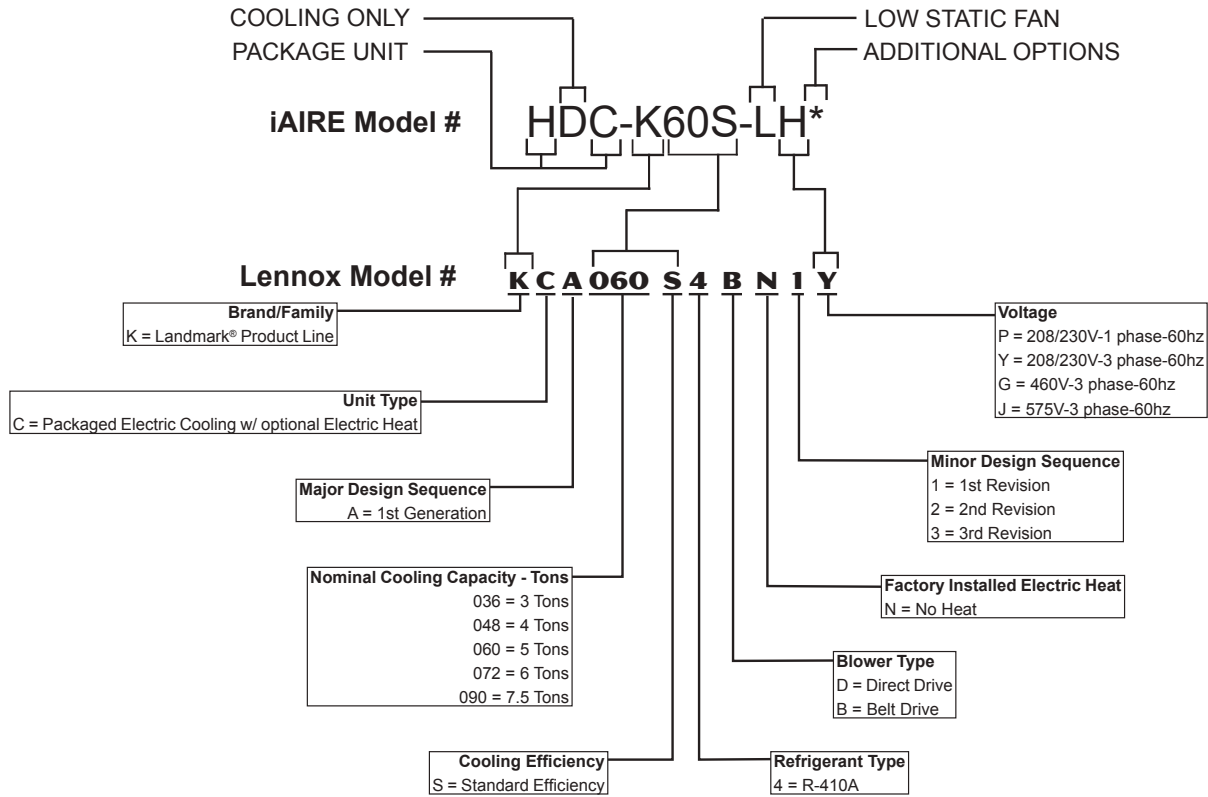 COOLING ONLY
PACKAGE UNIT
LOW STATIC FAN
ADDITIONAL OPTIONS
iAIRE Model #
HDC-K60S-LH*
Lennox Model #
K C A 060 S 4 B N 1 Y
Brand/Family
K = Landmark® Product Line
Unit Type
C = Packaged Electric Cooling w/ optional Electric Heat
Major Design Sequence
A = 1st Generation
Nominal Cooling Capacity - Tons
036 = 3 Tons
048 = 4 Tons
060 = 5 Tons
072 = 6 Tons
090 = 7.5 Tons
Cooling Efficiency
S = Standard Efficiency
Voltage
P = 208/230V-1 phase-60hz
Y = 208/230V-3 phase-60hz
G = 460V-3 phase-60hz
J = 575V-3 phase-60hz
Minor Design Sequence
1 = 1st Revision
2 = 2nd Revision
3 = 3rd Revision
Factory Installed Electric Heat
N = No Heat
Blower Type
D = Direct Drive
B = Belt Drive
Refrigerant Type
4 = R-410A